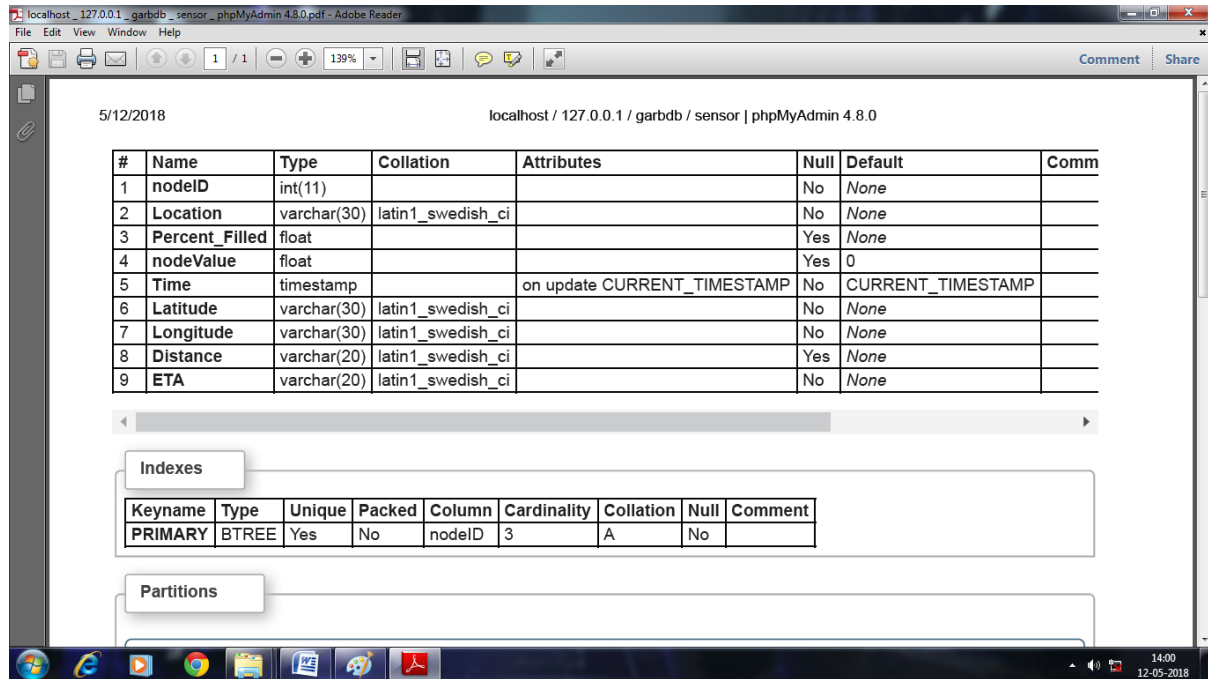 localhost _ 127.0.0.1 _ garbdb _ sensor _ phpMyAdmin 4.8.0.pdf - Adobe Reader
File Edit View Window Help
1 / 1 139% Comment Share
5/12/2018 localhost / 127.0.0.1 / garbdb / sensor | phpMyAdmin 4.8.0
# Name Type Collation Attributes Null Default Comm
1 nodeID int(11) No None
2 Location varchar(30) latin1_swedish_ci No None
3 Percent_Filled float Yes None
4 nodeValue float Yes 0
5 Time timestamp on update CURRENT_TIMESTAMP No CURRENT_TIMESTAMP
6 Latitude varchar(30) latin1_swedish_ci No None
7 Longitude varchar(30) latin1_swedish_ci No None
8 Distance varchar(20) latin1_swedish_ci Yes None
9 ETA varchar(20) latin1_swedish_ci No None
Indexes
Keyname Type Unique Packed Column Cardinality Collation Null Comment
PRIMARY BTREE Yes No nodeID 3 A No
Partitions
14:00
12-05-2018